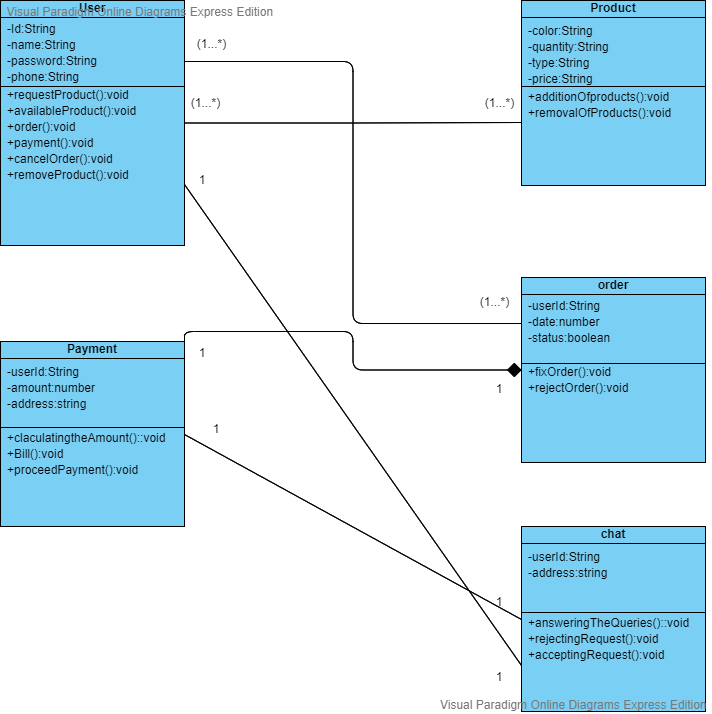 Visual Paradigm Online Diagrams Express Edition
User
-Id:String
-name:String
-password:String
-phone:String
+requestProduct():void
+availableProduct():void
+order():void
+payment():void
+cancelOrder():void
+removeProduct():void
(1...*)
(1...*)
1
Product
-color:String
-quantity:String
-type:String
-price:String
+additionOfproducts():void
+removalOfProducts():void
(1...*)
(1...*)
order
-userId:String
-date:number
-status:boolean
+fixOrder():void
+rejectOrder():void
1
Payment
-userId:String
-amount:number
-address:string
+claculatingtheAmount()::void
+Bill():void
+proceedPayment():void
1
1
chat
-userId:String
-address:string
+answeringTheQueries()::void
+rejectingRequest():void
+acceptingRequest():void
1
1
Visual Paradigm Online Diagrams Express Edition